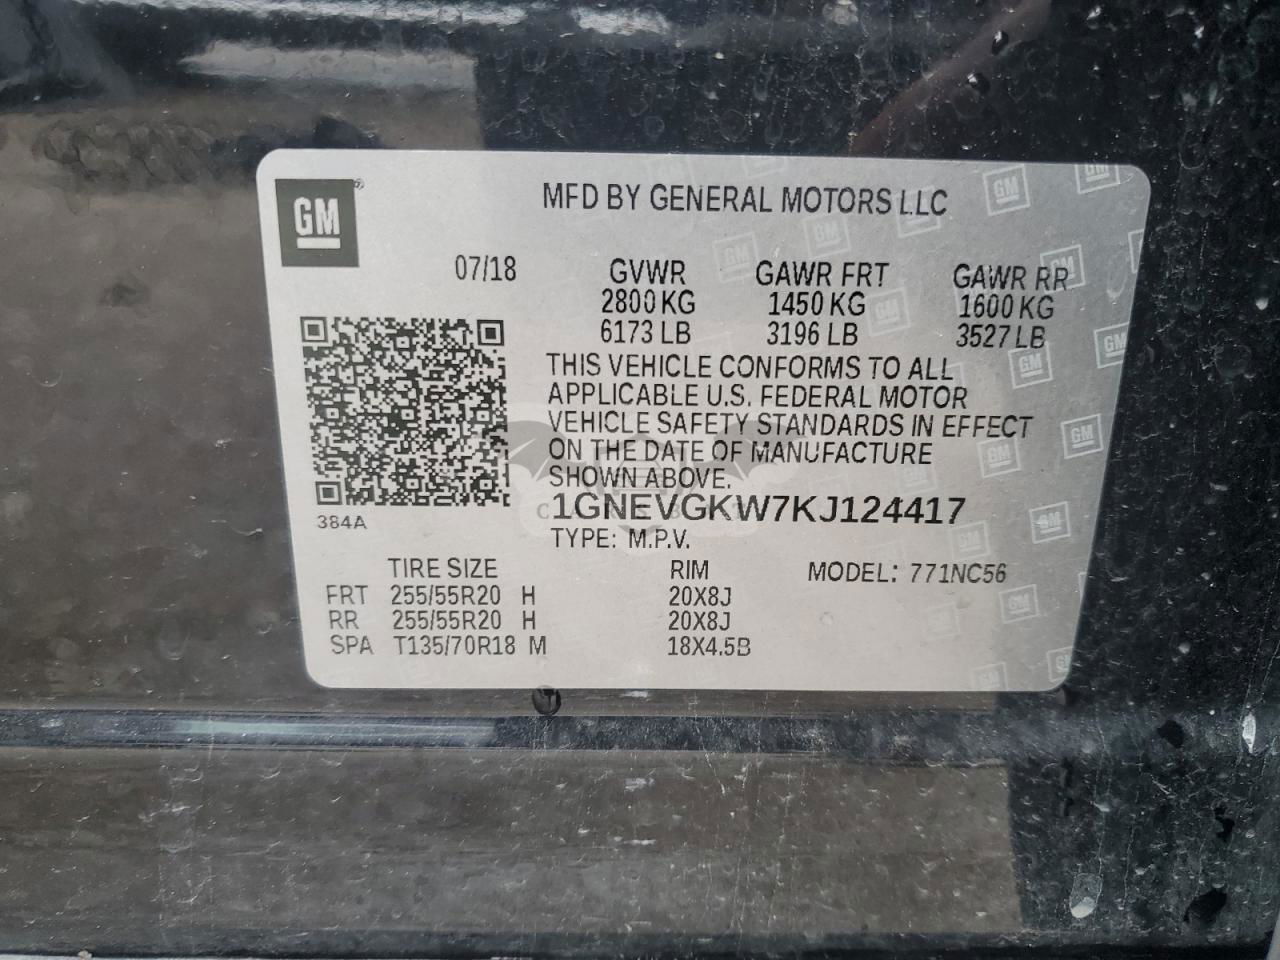 GM
MFD BY GENERAL MOTORS LLC
07/18 GVWR GAWR FRT GAWR RR
2800 KG 1450 KG 1600 KG
6173 LB 3196 LB 3527 LB
THIS VEHICLE CONFORMS TO ALL
APPLICABLE U.S. FEDERAL MOTOR
VEHICLE SAFETY STANDARDS IN EFFECT
ON THE DATE OF MANUFACTURE
SHOWN ABOVE.
1GNEVGKW7KJ124417
384A
TYPE: M.P.V.
TIRE SIZE RIM MODEL: 771NC56
FRT 255/55R20 H 20X8J
RR 255/55R20 H 20X8J
SPA T135/70R18 M 18X4.5B